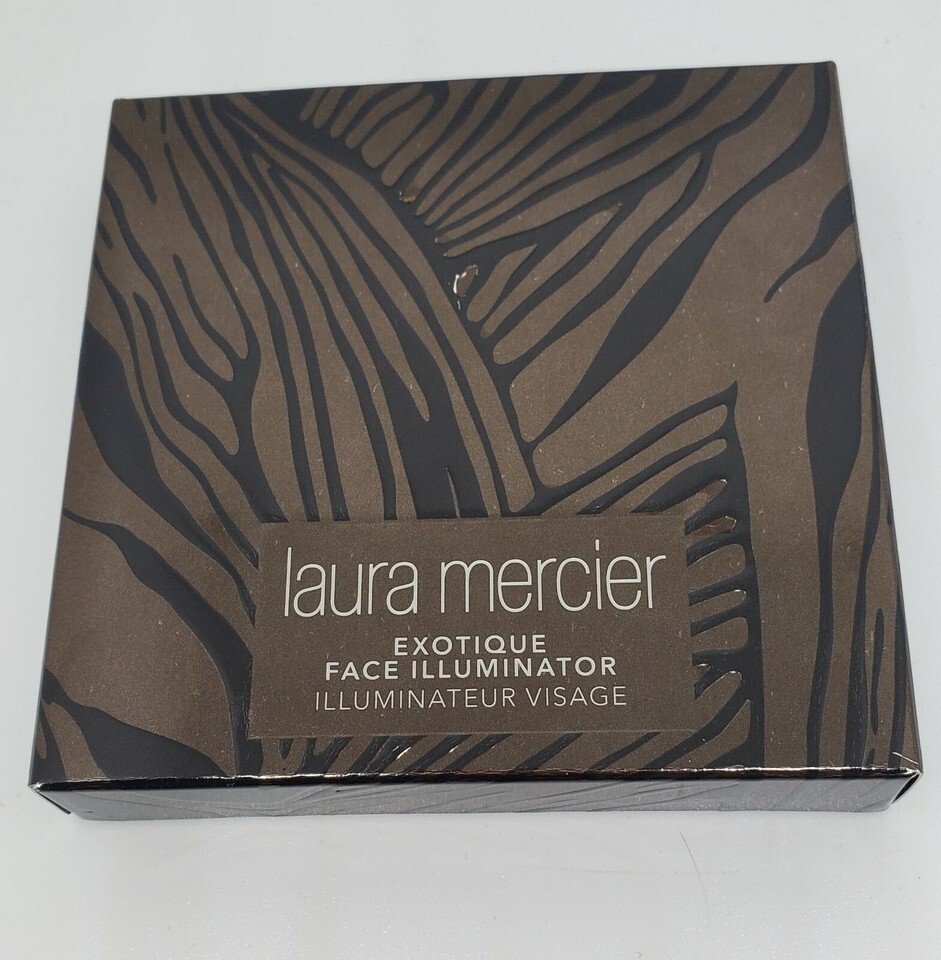 laura mercier
EXOTIQUE
FACE ILLUMINATOR
ILLUMINATEUR VISAGE